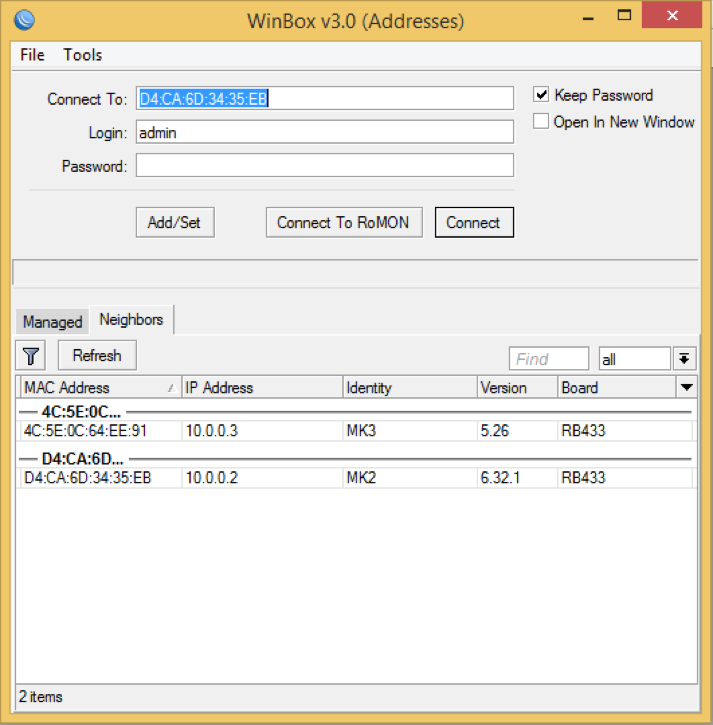 WinBox v3.0 (Addresses)
File Tools
Connect To: D4:CA:6D:34:35:EB
Keep Password
Login: admin
Open In New Window
Password:
Add/Set Connect To RoMON Connect
Managed Neighbors
Refresh Find all
MAC Address IP Address Identity Version Board
4C:5E:0C...
4C:5E:0C:64:EE:91 10.0.0.3 MK3 5.26 RB433
D4:CA:6D...
D4:CA:6D:34:35:EB 10.0.0.2 MK2 6.32.1 RB433
2 items